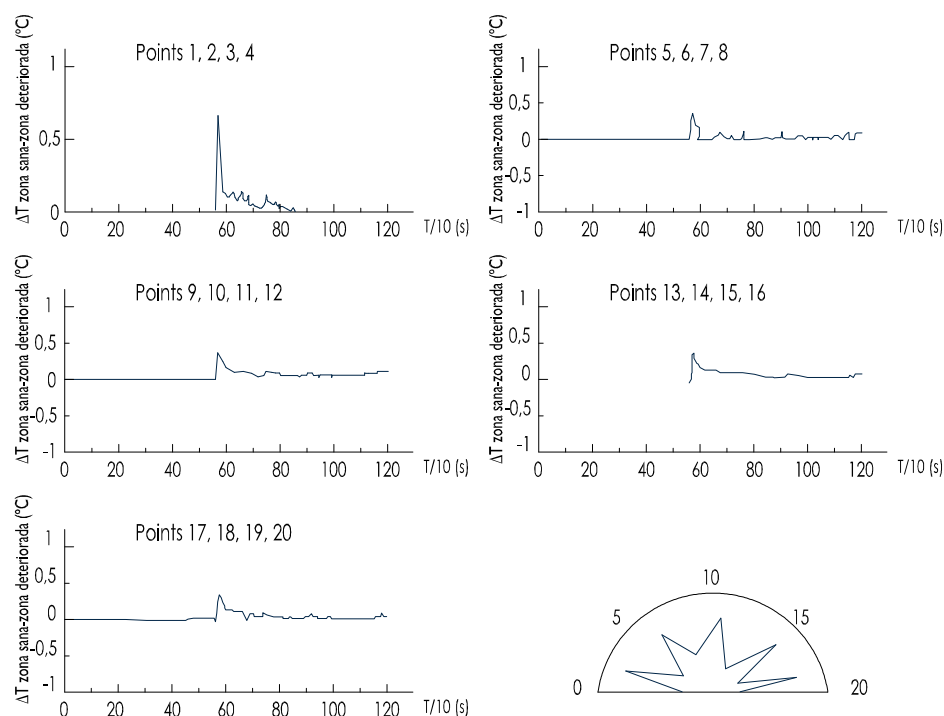 ΔT zona sana-zona deteriorada (°C)
Points 1, 2, 3, 4
1
0,5
0
0 20 40 60 80 100 120 T/10 (s)
ΔT zona sana-zona deteriorada (°C)
Points 5, 6, 7, 8
1
0,5
0
-0,5
-1
0 20 40 60 80 100 120 T/10 (s)
ΔT zona sana-zona deteriorada (°C)
Points 9, 10, 11, 12
1
0,5
0
-0,5
-1
0 20 40 60 80 100 120 T/10 (s)
ΔT zona sana-zona deteriorada (°C)
Points 13, 14, 15, 16
1
0,5
0
-0,5
-1
0 20 40 60 80 100 120 T/10 (s)
ΔT zona sana-zona deteriorada (°C)
Points 17, 18, 19, 20
1
0,5
0
-0,5
-1
0 20 40 60 80 100 120 T/10 (s)
10
5 15
0 20